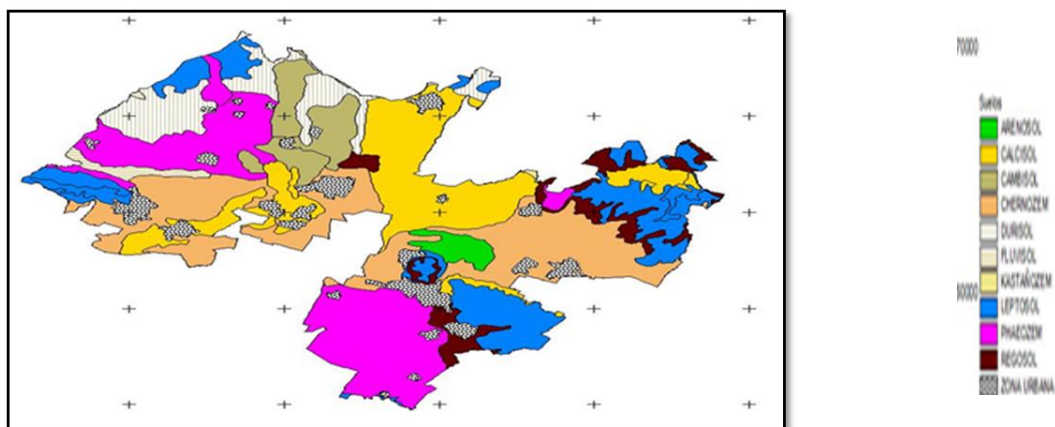 70000
Suelos
ARENOSOL
CALCISOL
CAMBISOL
CHERNOZEM
DURISOL
FLUVISOL
KASTAÑOZEM
LEPTOSOL
PHAEOZEM
REGOSOL
ZONA URBANA